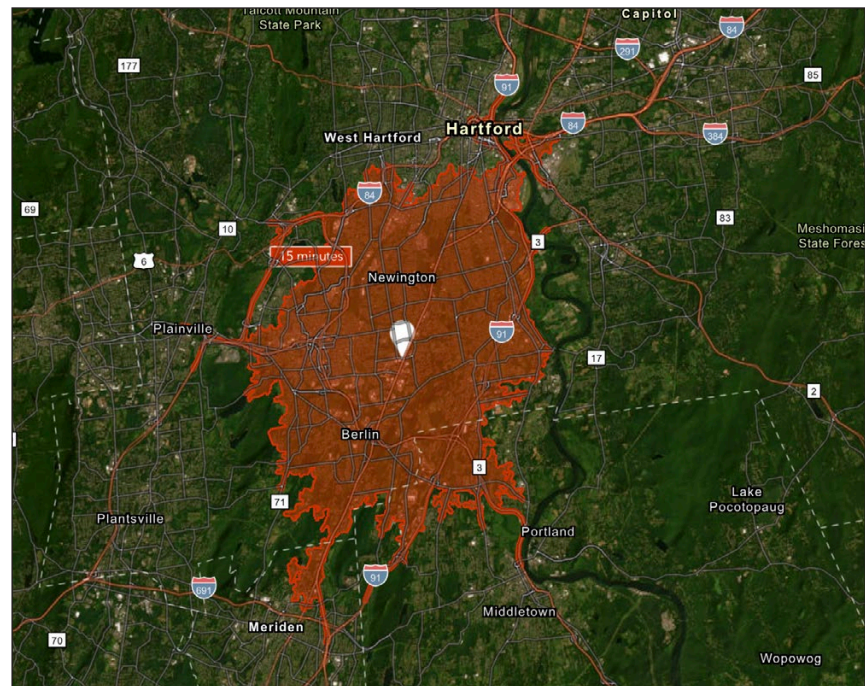 Talcott Mountain
State Park
Capitol
84
291
177
91
85
Hartford
84
West Hartford
384
84
69
10
83
3
Meshomasi
State Fores
6
15 minutes
Newington
Plainville
91
17
2
Berlin
3
71
Lake
Pocotopaug
Plantsville
Portland
91
691
Middletown
Meriden
70
Wopowog